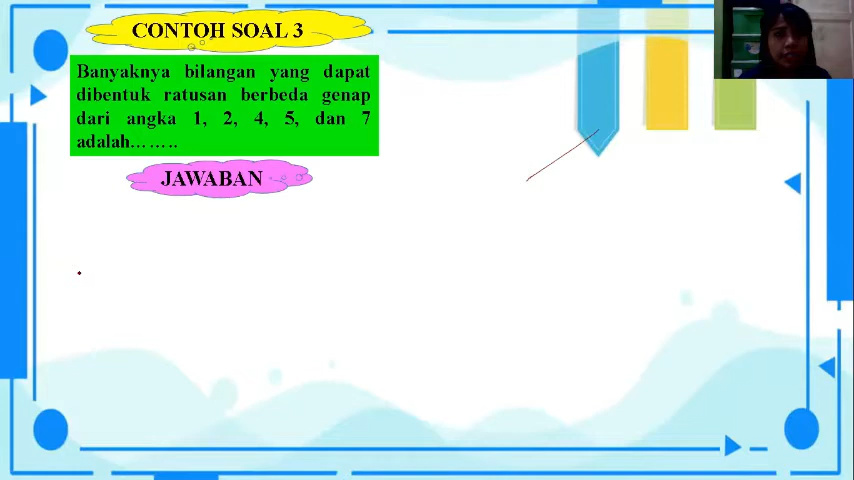 CONTOH SOAL 3
Banyaknya bilangan yang dapat
dibentuk ratusan berbeda genap
dari angka 1, 2, 4, 5, dan 7
adalah........
JAWABAN